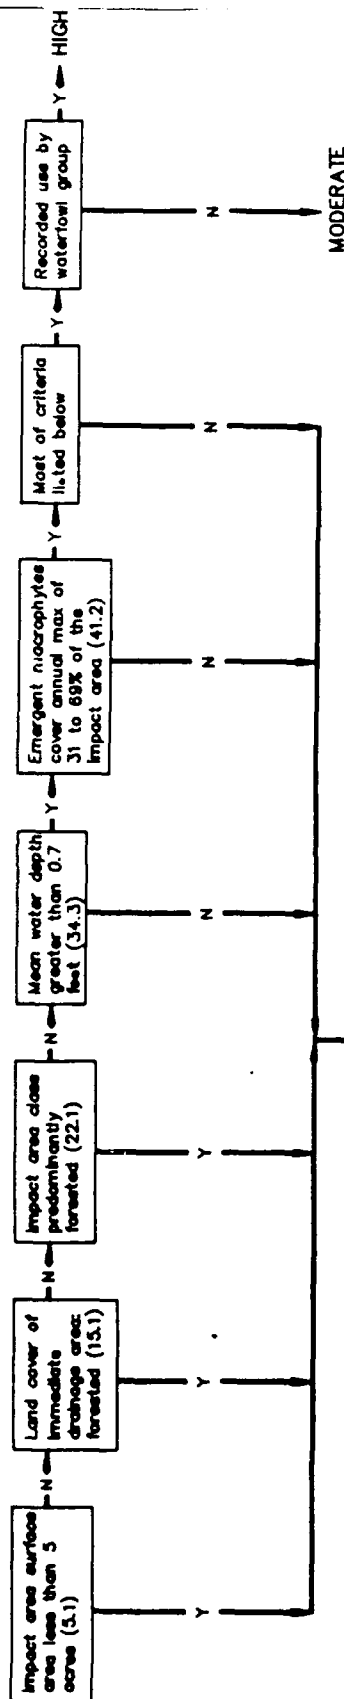 Impact area surface
area less than 5
acres (5.1)
N
Y
Land cover of
immediate
drainage area:
forested (15.1)
N
Y
Impact area class
predominantly
forested (22.1)
N
Y
Mean water depth
greater than 0.7
feet (34.3)
Y
N
Emergent macrophytes
cover annual max of
31 to 69% of the
impact area (41.2)
Y
N
Most of criteria
listed below
Y
N
Recorded use by
waterfowl group
Y
HIGH
N
MODERATE